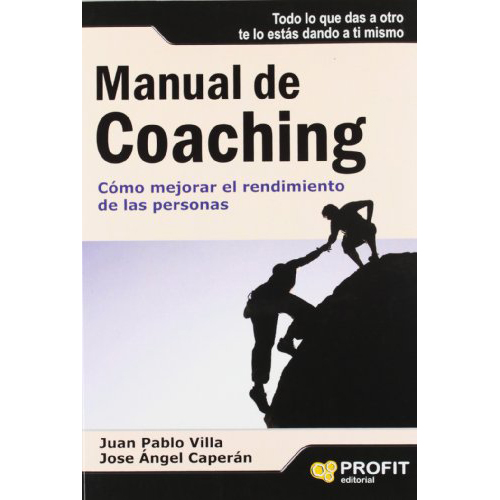 Todo lo que das a otro
te lo estás dando a ti mismo
Manual de
Coaching
Cómo mejorar el rendimiento
de las personas
Juan Pablo Villa
Jose Ángel Caperán
PROFIT
editorial